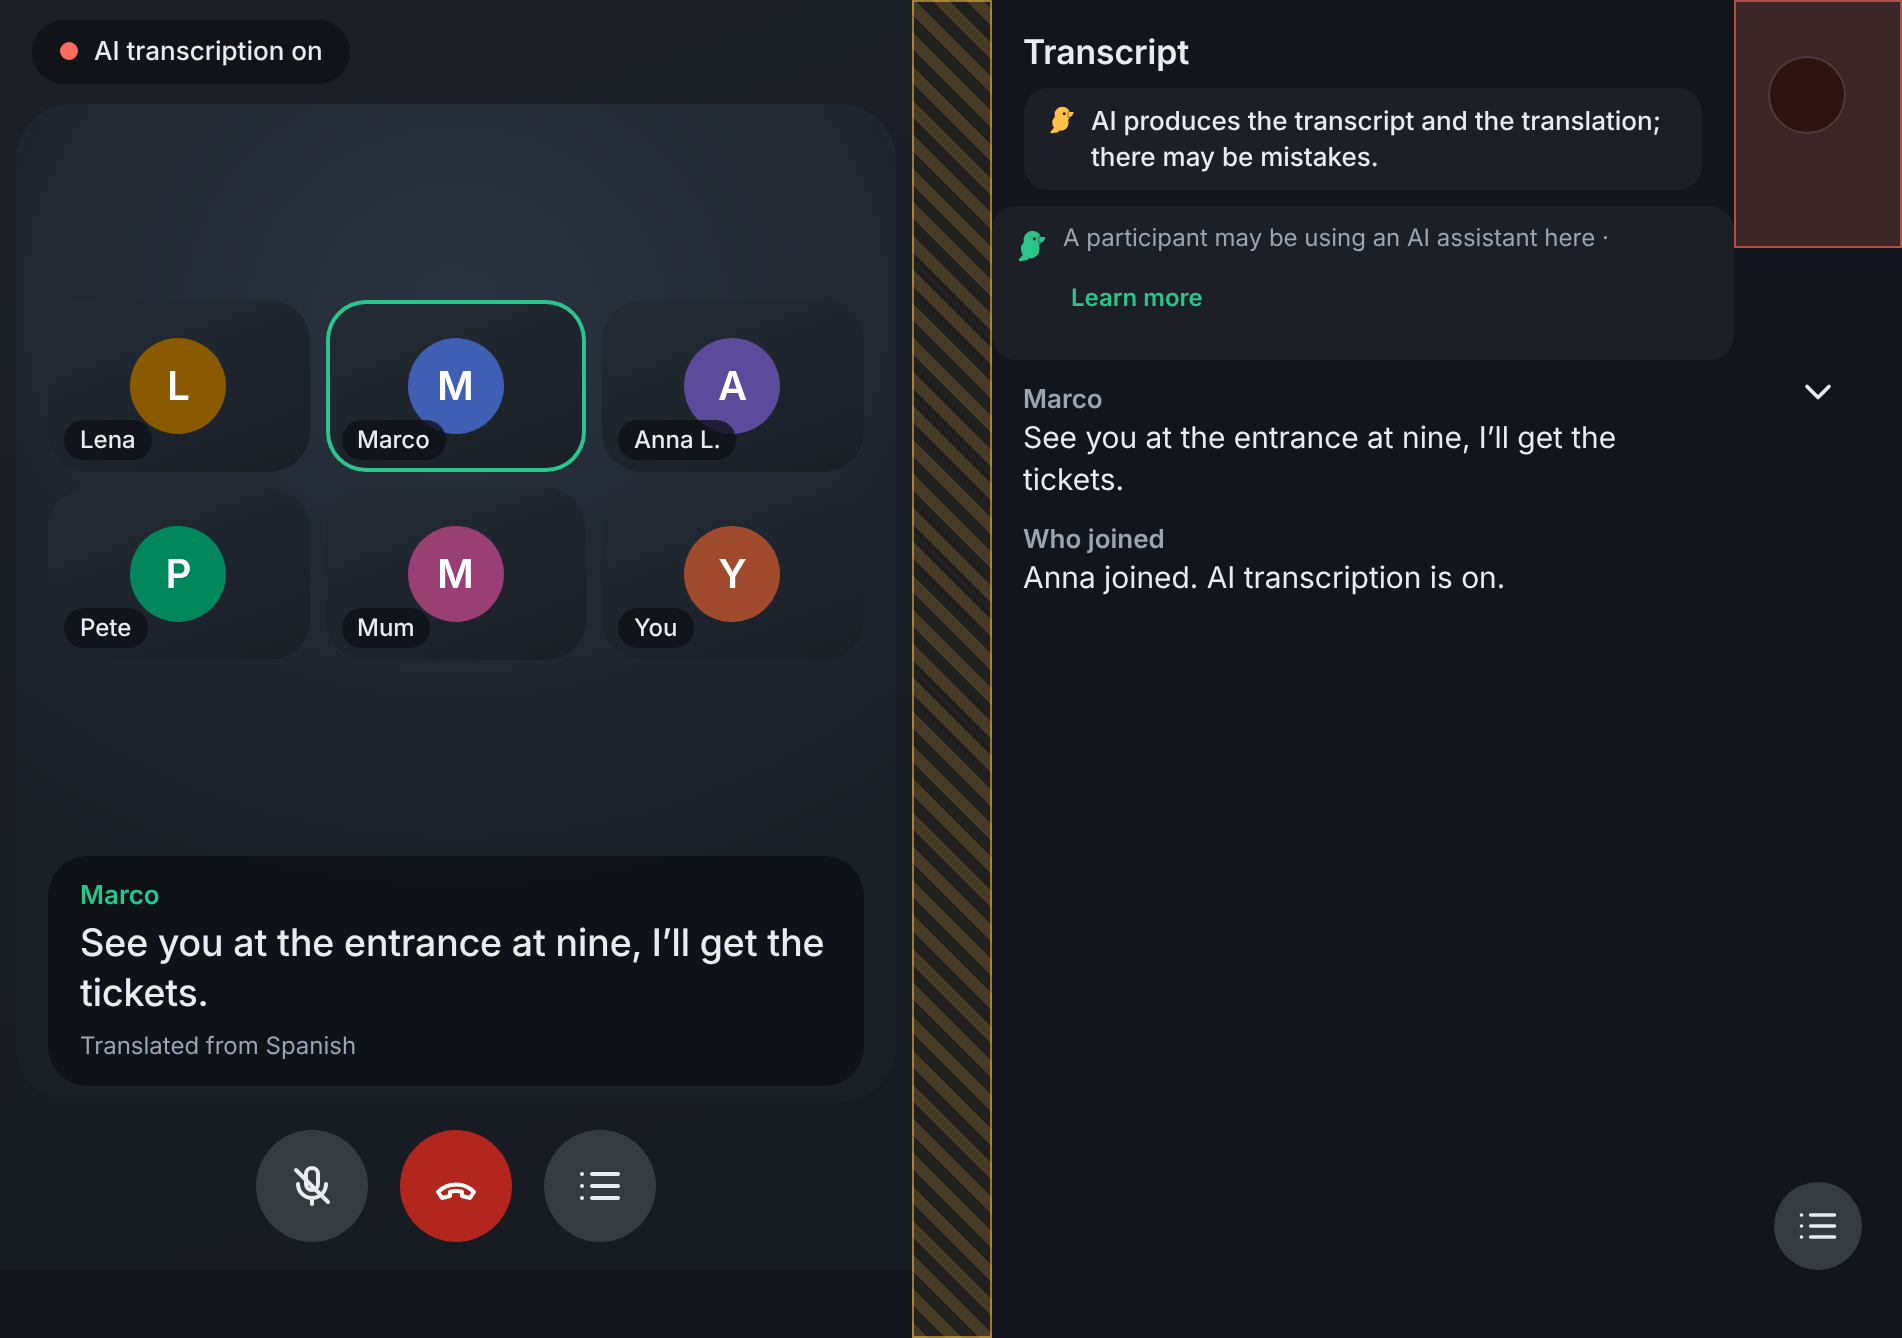 AI transcription on
L
Lena
M
Marco
A
Anna L.
P
Pete
M
Mum
Y
You
Marco
See you at the entrance at nine, I’ll get the
tickets.
Translated from Spanish
Transcript
AI produces the transcript and the translation;
there may be mistakes.
A participant may be using an AI assistant here ·
Learn more
Marco
See you at the entrance at nine, I’ll get the
tickets.
Who joined
Anna joined. AI transcription is on.